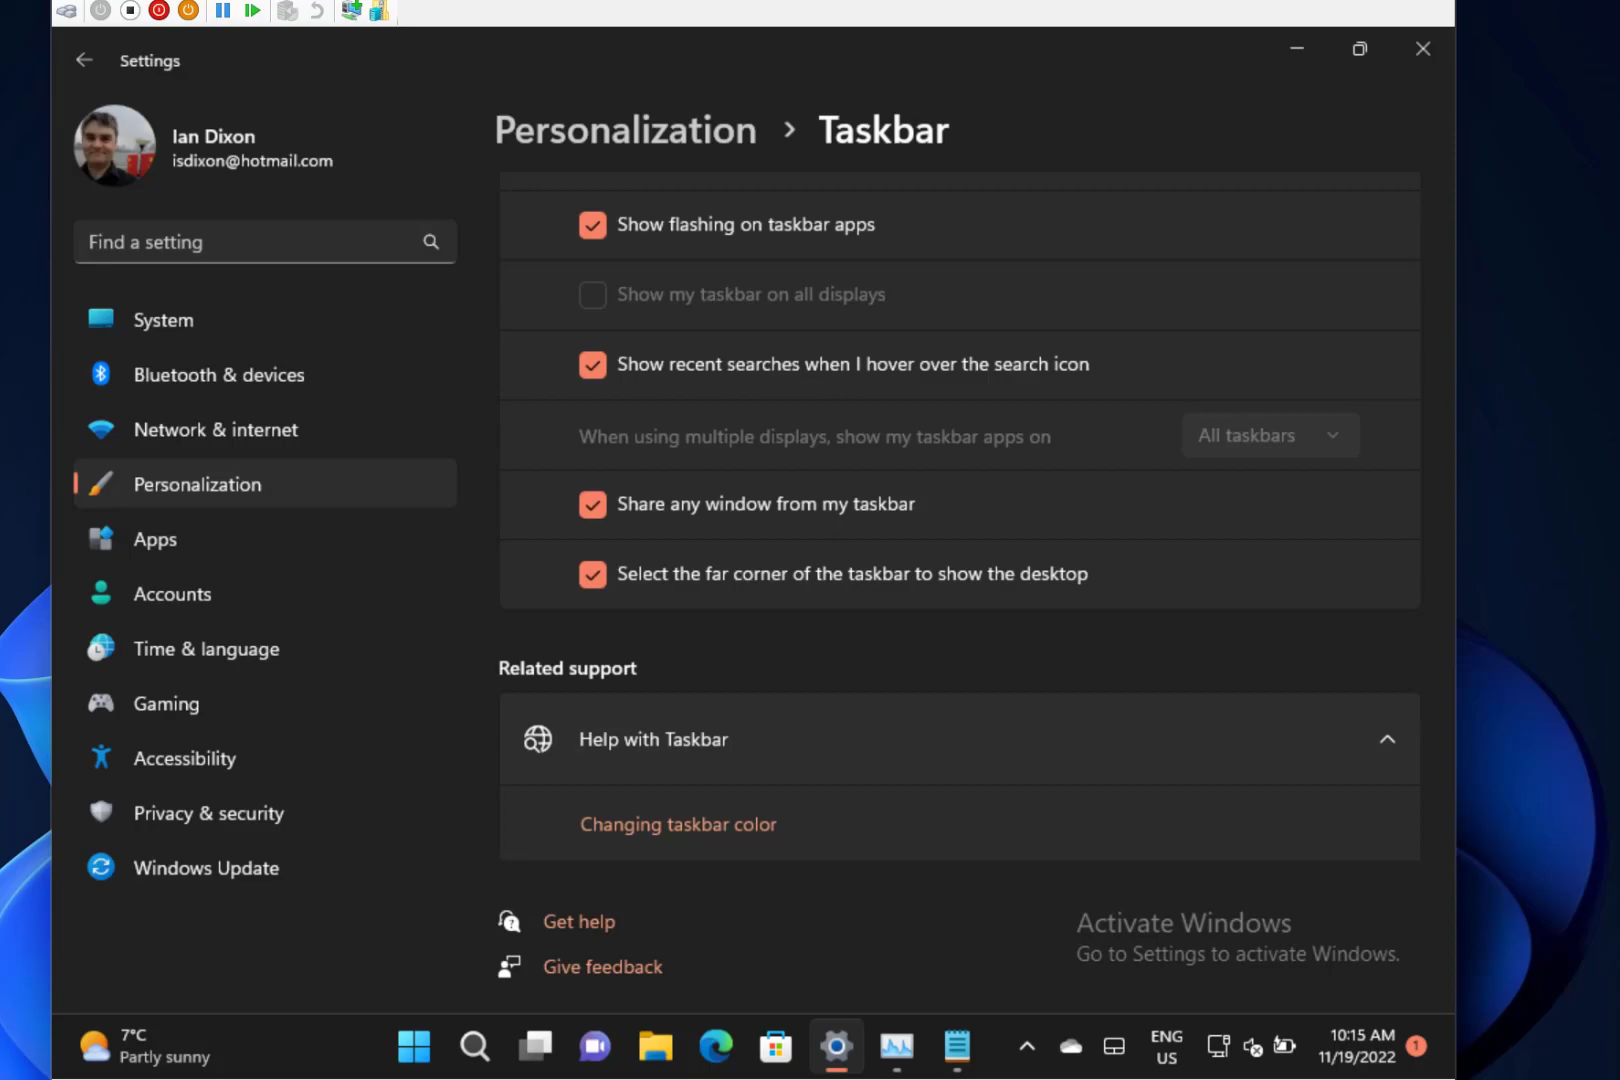 Settings
Ian Dixon
isdixon@hotmail.com
Find a setting
System
Bluetooth & devices
Network & internet
Personalization
Apps
Accounts
Time & language
Gaming
Accessibility
Privacy & security
Windows Update
Personalization > Taskbar
Show flashing on taskbar apps
Show my taskbar on all displays
Show recent searches when I hover over the search icon
When using multiple displays, show my taskbar apps on All taskbars
Share any window from my taskbar
Select the far corner of the taskbar to show the desktop
Related support
Help with Taskbar
Changing taskbar color
Get help
Give feedback
Activate Windows
Go to Settings to activate Windows.
7°C
Partly sunny
ENG
US
10:15 AM
11/19/2022
1